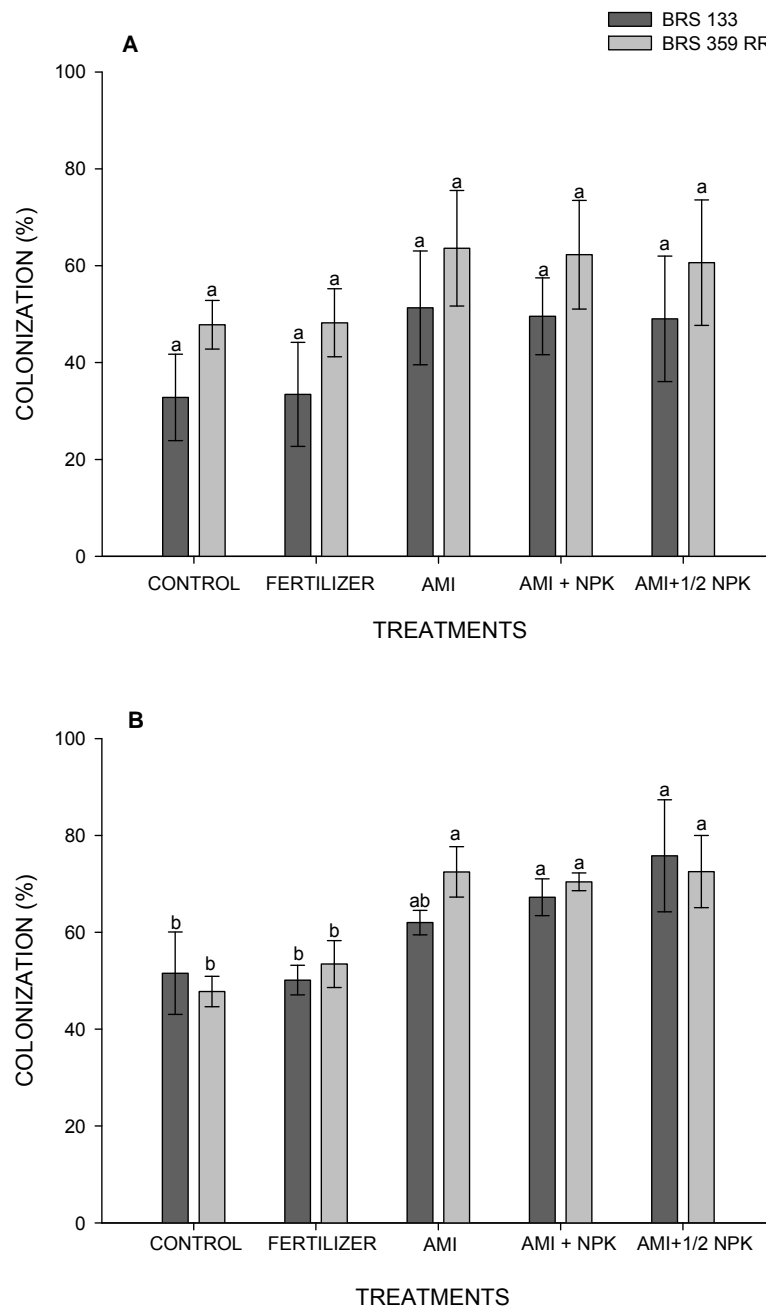 BRS 133
BRS 359 RR
A
100
80
60
40
20
0
COLONIZATION (%)
a a a a a a a a a a
CONTROL FERTILIZER AMI AMI + NPK AMI+1/2 NPK
TREATMENTS
B
100
80
60
40
20
0
COLONIZATION (%)
b b b b ab a a a a a
CONTROL FERTILIZER AMI AMI + NPK AMI+1/2 NPK
TREATMENTS